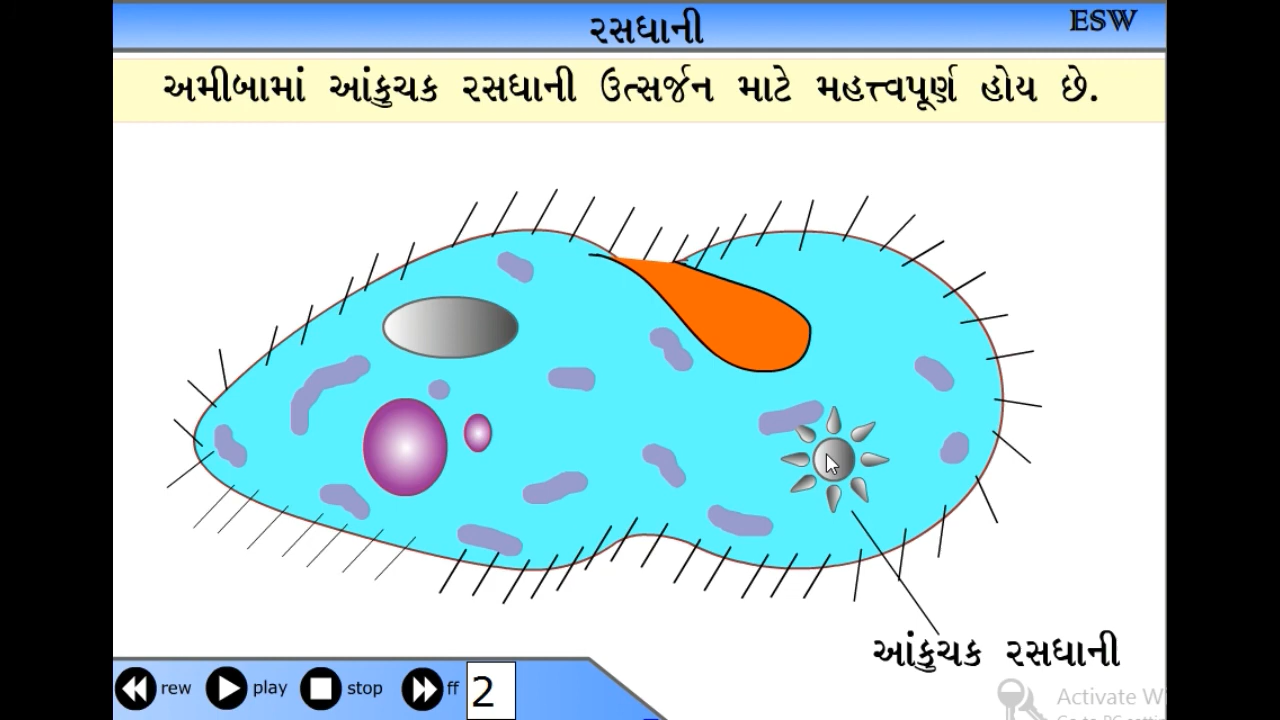 રસધાની
ESW
અમીબામાં આંકુચક રસધાની ઉત્સર્જન માટે મહત્ત્વપૂર્ણ હોય છે.
આંકુચક રસધાની
rew play stop ff 2
Activate W